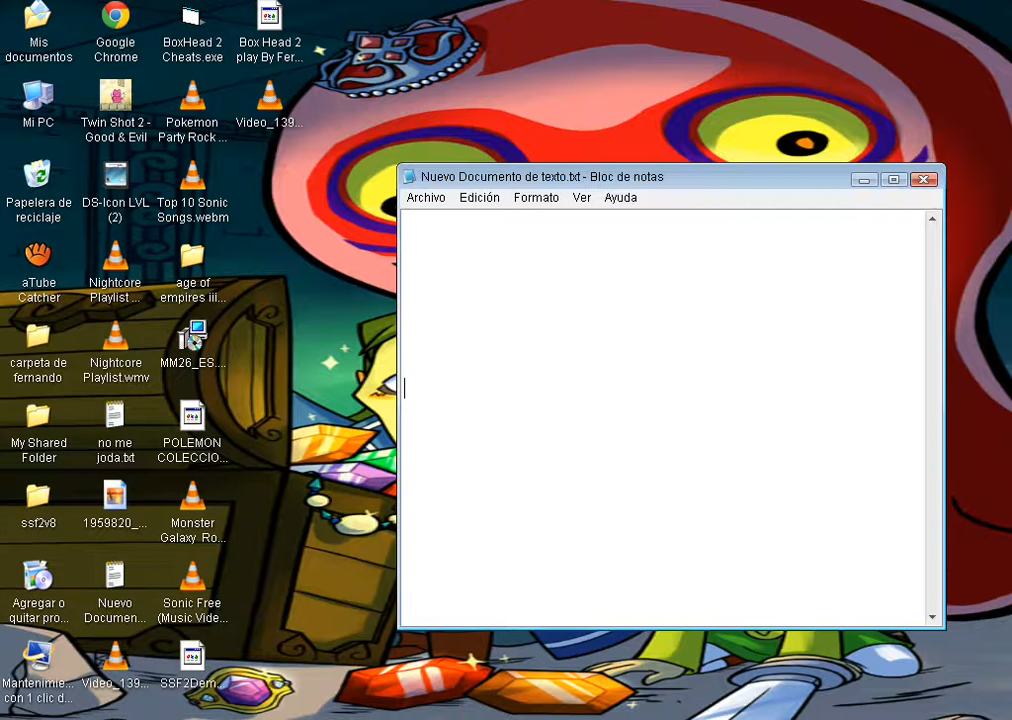 Mis
documentos
Google
Chrome
BoxHead 2
Cheats.exe
Box Head 2
play By Fer...
Mi PC
Twin Shot 2 -
Good & Evil
Pokemon
Party Rock ...
Video_139...
Papelera de
reciclaje
DS-Icon LVL
(2)
Top 10 Sonic
Songs.webm
aTube
Catcher
Nightcore
Playlist ...
age of
empires iii...
carpeta de
fernando
Nightcore
Playlist.wmv
MM26_ES....
My Shared
Folder
no me
joda.txt
POLEMON
COLECCIO...
ssf2v8
1959820_...
Monster
Galaxy Ro...
Agregar o
quitar pro...
Nuevo
Documen...
Sonic Free
(Music Vide...
Mantenimie...
con 1 clic d...
Video_139...
SSF2Dem...
Nuevo Documento de texto.txt - Bloc de notas
Archivo Edición Formato Ver Ayuda